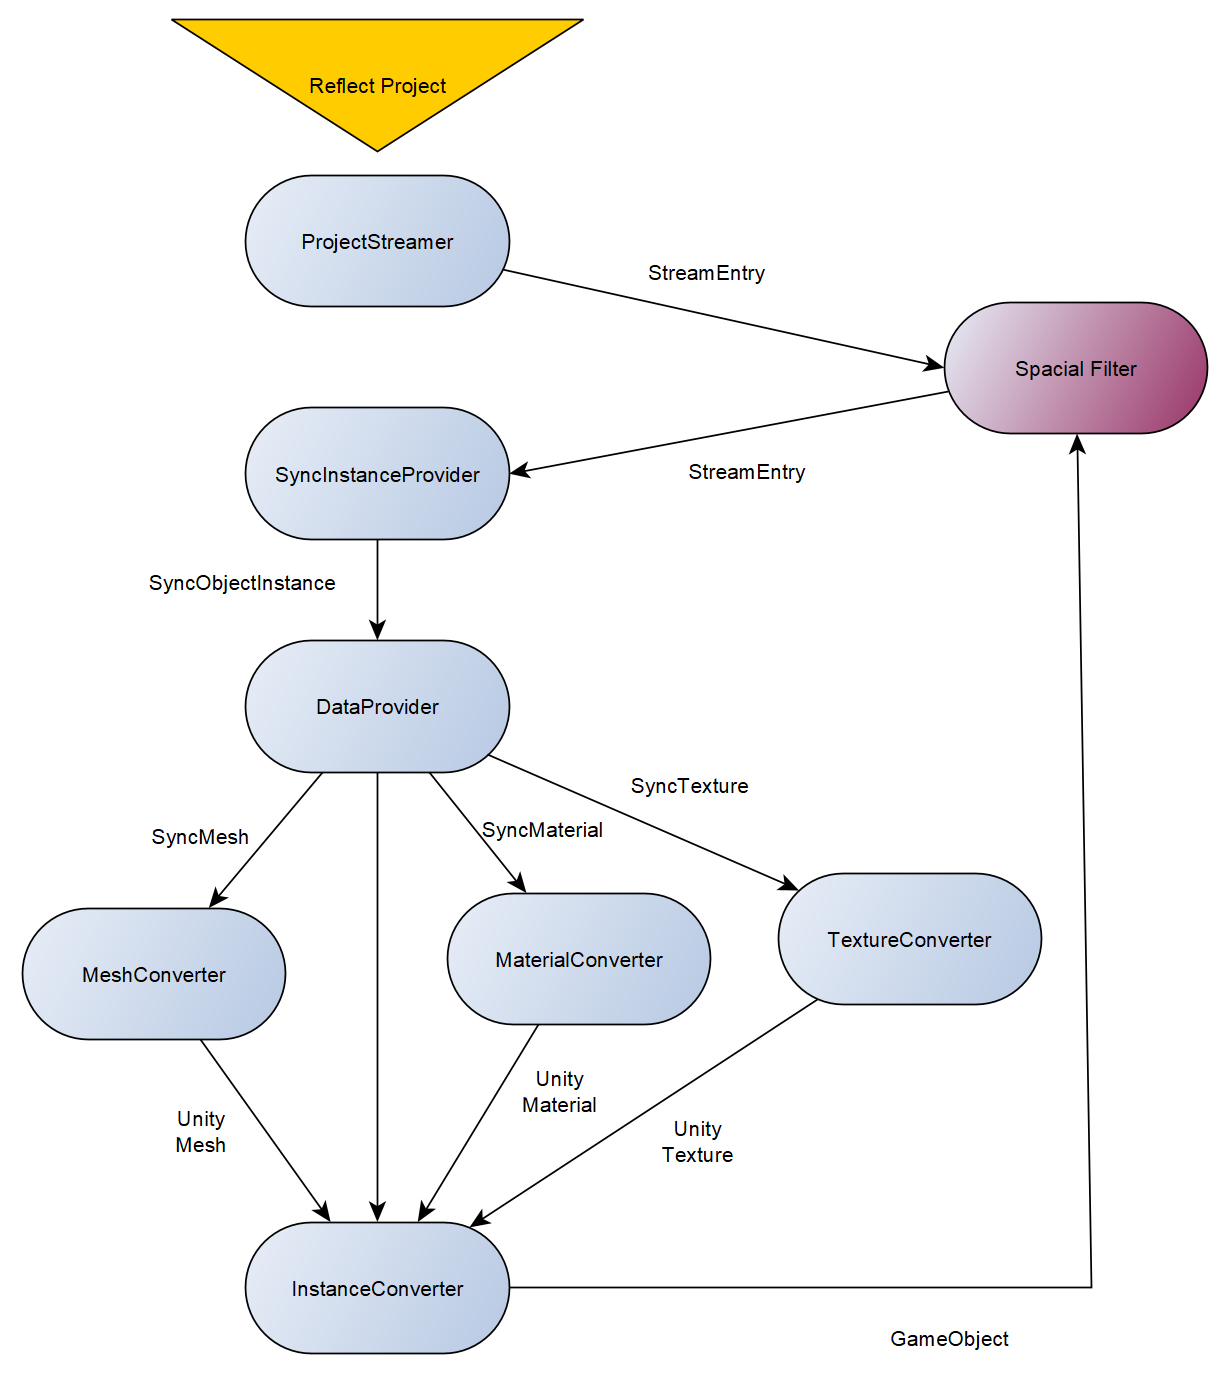 Reflect Project
ProjectStreamer
StreamEntry
Spacial Filter
SyncInstanceProvider
StreamEntry
SyncObjectInstance
DataProvider
SyncTexture
SyncMesh
SyncMaterial
TextureConverter
MaterialConverter
MeshConverter
Unity
Material
Unity
Mesh
Unity
Texture
InstanceConverter
GameObject